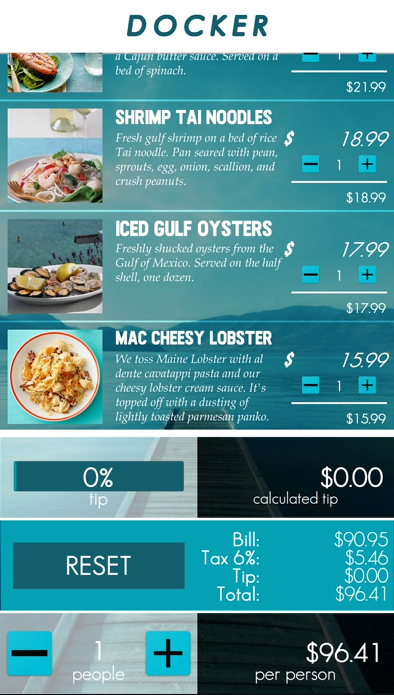 DOCKER
a Cajun butter sauce. Served on a
bed of spinach.
1
$21.99
SHRIMP TAI NOODLES
Fresh gulf shrimp on a bed of rice
Tai noodle. Pan seared with pean,
sprouts, egg, onion, scallion, and
crush peanuts.
$ 18.99
1
$18.99
ICED GULF OYSTERS
Freshly shucked oysters from the
Gulf of Mexico. Served on the half
shell, one dozen.
$ 17.99
1
$17.99
MAC CHEESY LOBSTER
We toss Maine Lobster with al
dente cavatappi pasta and our
cheesy lobster cream sauce. It's
topped off with a dusting of
lightly toasted parmesan panko.
$ 15.99
1
$15.99
0%
tip
$0.00
calculated tip
RESET
Bill: $90.95
Tax 6%: $5.46
Tip: $0.00
Total: $96.41
1
people
$96.41
per person